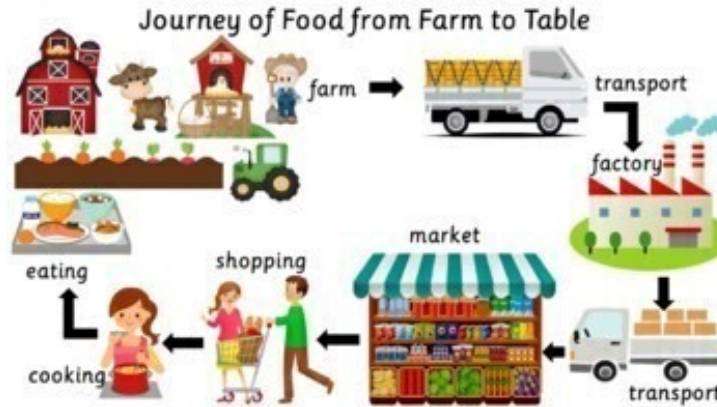 Journey of Food from Farm to Table
farm
transport
factory
market
shopping
eating
cooking
transport